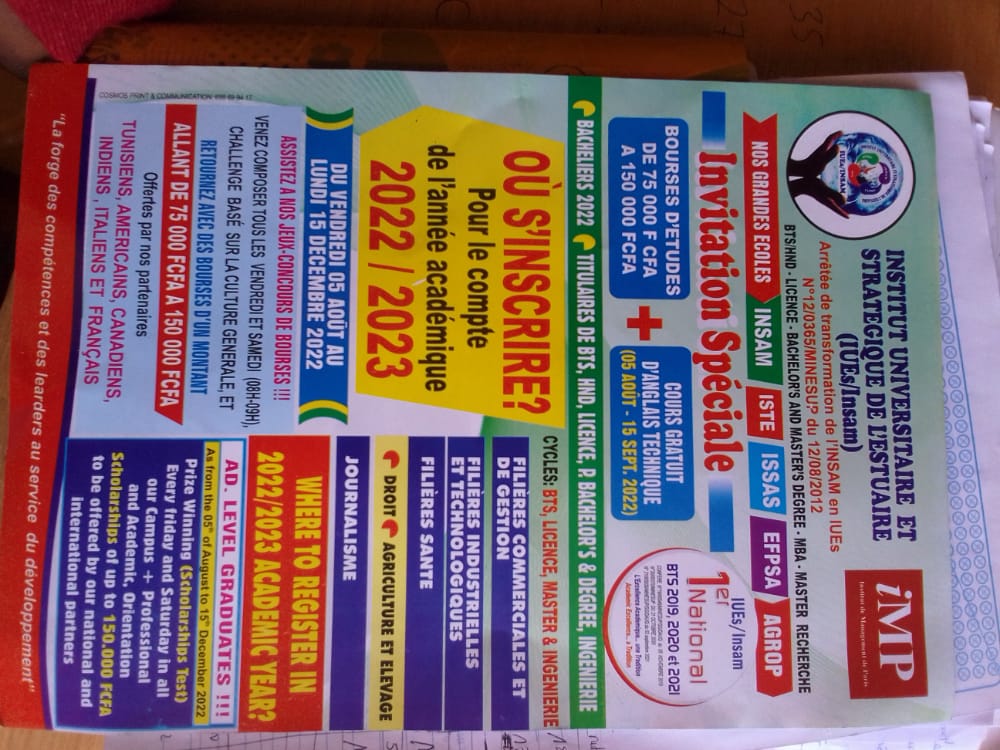 INSTITUT UNIVERSITAIRE ET
STRATEGIQUE DE L'ESTUAIRE
(IUEs/Insam)
IUEs/INSAM
iMP
Institut de Management de Paris
Arrêtée de transformation de l'INSAM en IUEs
N°12/0365/MINESUP du 12/08/2012
BTS/HND - LICENCE - BACHELOR'S AND MASTER'S DEGREE - MBA - MASTER RECHERCHE
NOS GRANDES ECOLES INSAM ISTE ISSAS EFPSA AGROP
Invitation Spéciale
IUEs/Insam
1er
National
BTS 2019, 2020 et 2021
L'Excellence Academique... une Tradition
Academic Excellence... a Tradition
BOURSES D'ETUDES
DE 75 000 F CFA
A 150 000 FCFA
+
COURS GRATUIT
D'ANGLAIS TECHNIQUE
(05 AOÛT - 15 SEPT. 2022)
BACHELIERS 2022 TITULAIRES DE BTS, HND, LICENCE, P. BACHELOR'S & DEGREE, INGENIERIE
OÙ S'INSCRIRE?
Pour le compte
de l'année académique
2022 / 2023
DU VENDREDI 05 AOÛT AU
LUNDI 15 DECEMBRE 2022
ASSISTEZ A NOS JEUX-CONCOURS DE BOURSES !!!
VENEZ COMPOSER TOUS LES VENDREDI ET SAMEDI (08H-09H),
CHALLENGE BASÉ SUR LA CULTURE GENERALE, ET
RETOURNEZ AVEC DES BOURSES D'UN MONTANT
ALLANT DE 75 000 FCFA A 150 000 FCFA
Offertes par nos partenaires
TUNISIENS, AMERICAINS, CANADIENS,
INDIENS , ITALIENS ET FRANÇAIS
CYCLES: BTS, LICENCE, MASTER & INGENIERIE
FILIÈRES COMMERCIALES ET
DE GESTION
FILIÈRES INDUSTRIELLES
ET TECHNOLOGIQUES
FILIÈRES SANTE
DROIT AGRICULTURE ET ELEVAGE
JOURNALISME
WHERE TO REGISTER IN
2022/2023 ACADEMIC YEAR?
AD. LEVEL GRADUATES !!!
As from the 05th of August to 15th December 2022
Prize Winning (Scholarships Test)
Every friday and Saturday in all
our Campus + Professional
and Academic, Orientation
Scholarships of up to 150.000 FCFA
to be offered by our national and
international partners
"La forge des compétences et des learders au service du développement"